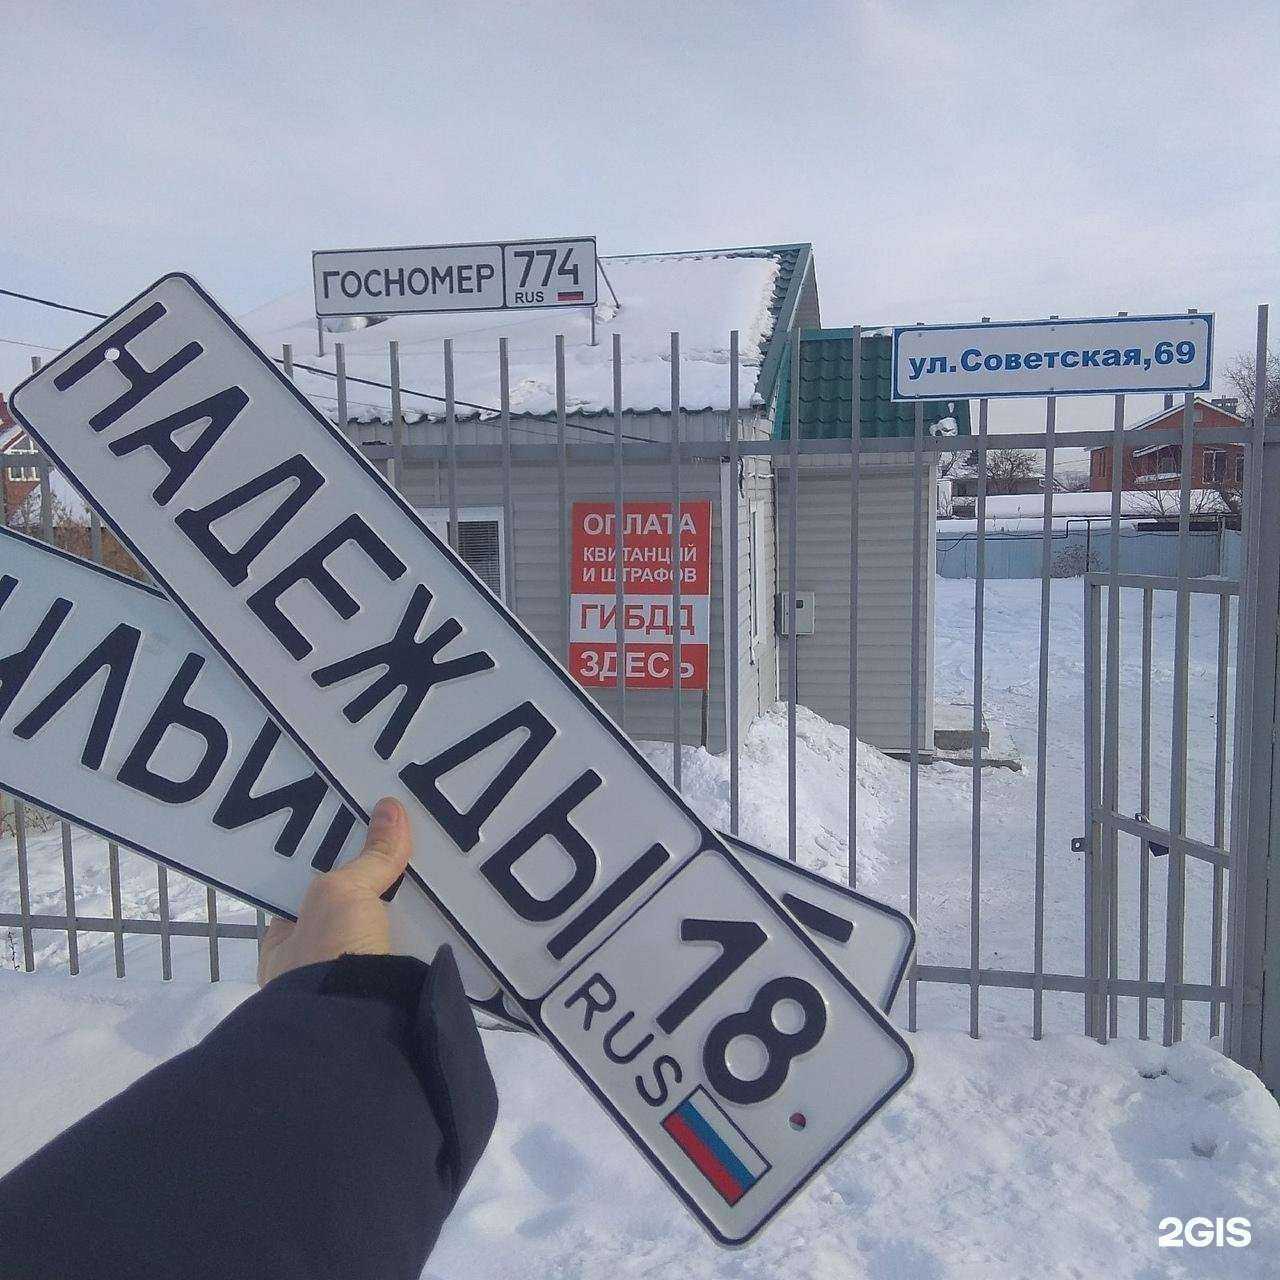 ГОСНОМЕР 774
RUS
ул.Советская,69
ОПЛАТА
КВИТАНЦИЙ
И ШТРАФОВ
ГИБДД
ЗДЕСЬ
НАДЕЖДЫ 18
RUS
2GIS